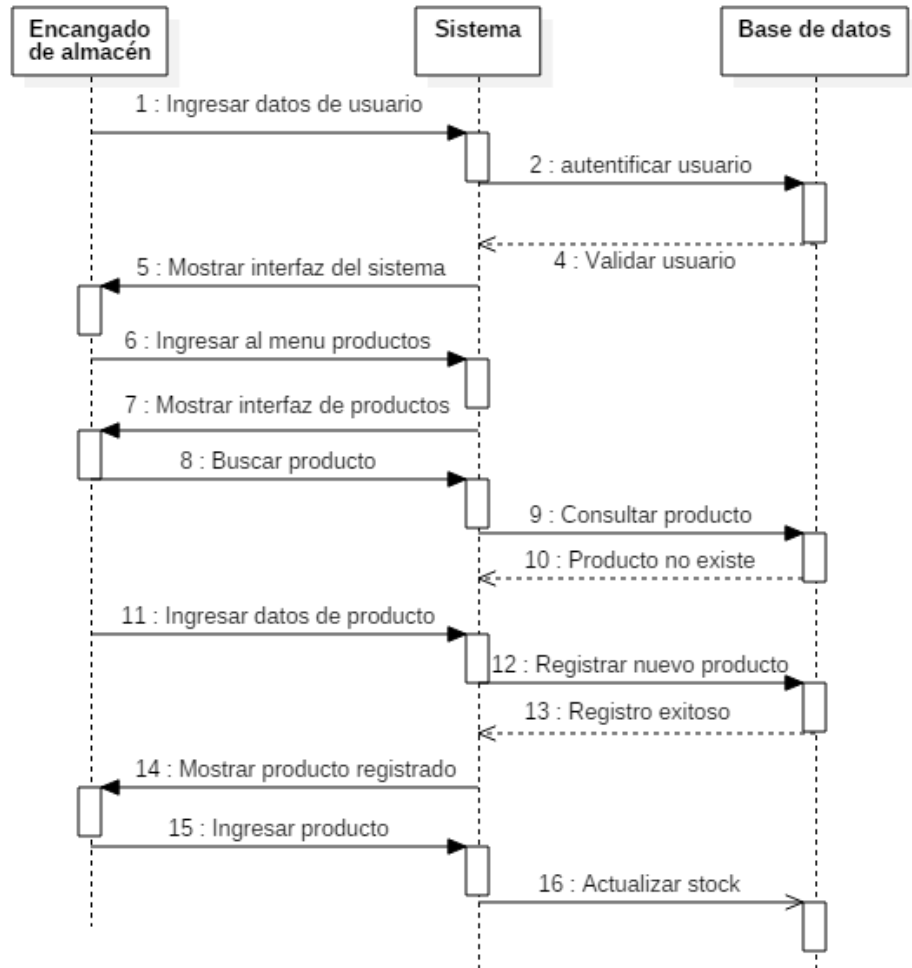 Encangado
de almacén
Sistema
Base de datos
1 : Ingresar datos de usuario
2 : autentificar usuario
4 : Validar usuario
5 : Mostrar interfaz del sistema
6 : Ingresar al menu productos
7 : Mostrar interfaz de productos
8 : Buscar producto
9 : Consultar producto
10 : Producto no existe
11 : Ingresar datos de producto
12 : Registrar nuevo producto
13 : Registro exitoso
14 : Mostrar producto registrado
15 : Ingresar producto
16 : Actualizar stock